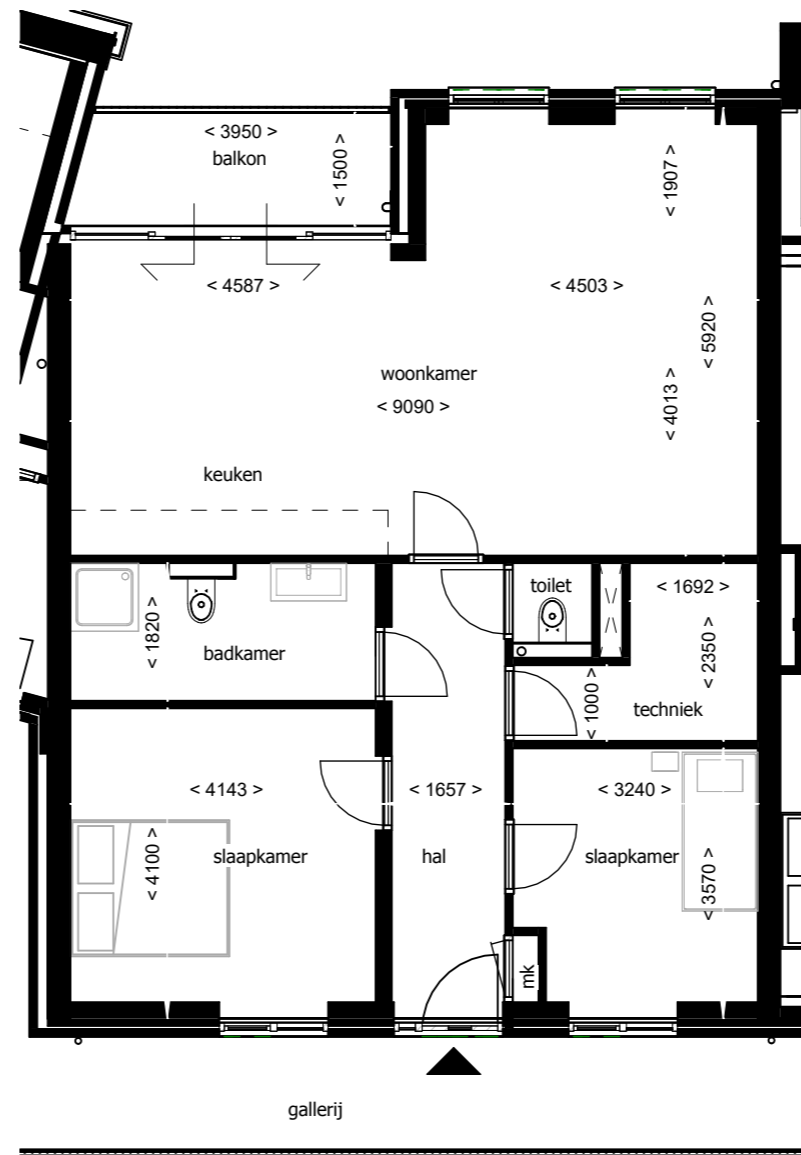 < 3950 >
balkon
< 1500 >
< 1907 >
< 4587 >
< 4503 >
< 5920 >
woonkamer
< 9090 >
< 4013 >
keuken
toilet
< 1692 >
< 1820 >
badkamer
< 2350 >
< 1000 >
techniek
< 4143 >
< 1657 >
< 3240 >
< 4100 >
slaapkamer
hal
slaapkamer
< 3570 >
mk
gallerij